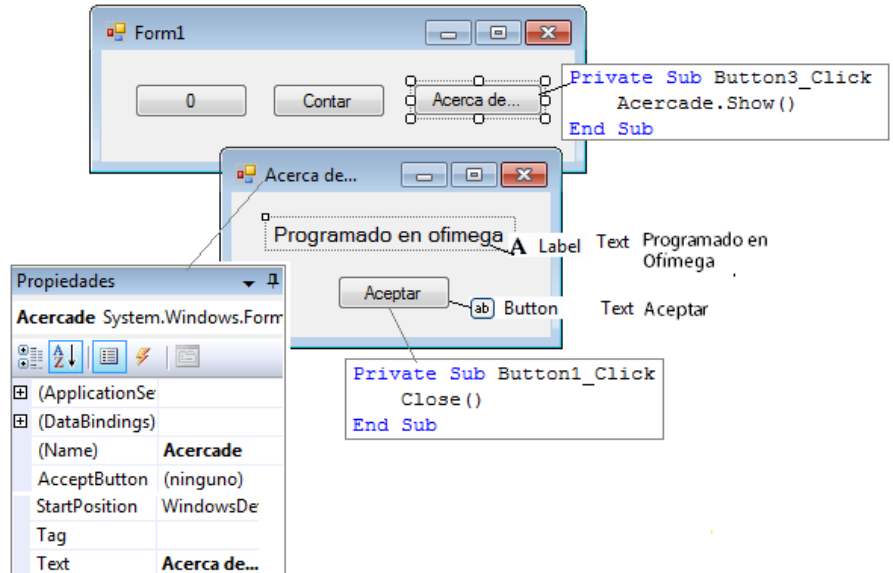 Form1
0
Contar
Acerca de...
Private Sub Button3_Click
Acercade.Show()
End Sub
Acerca de...
Programado en ofimega
A Label Text Programado en
Ofimega
Aceptar
ab Button Text Aceptar
Private Sub Button1_Click
Close()
End Sub
Propiedades
Acercade System.Windows.Form
A
Z
(ApplicationSe
(DataBindings)
(Name) Acercade
AcceptButton (ninguno)
StartPosition WindowsDe
Tag
Text Acerca de...